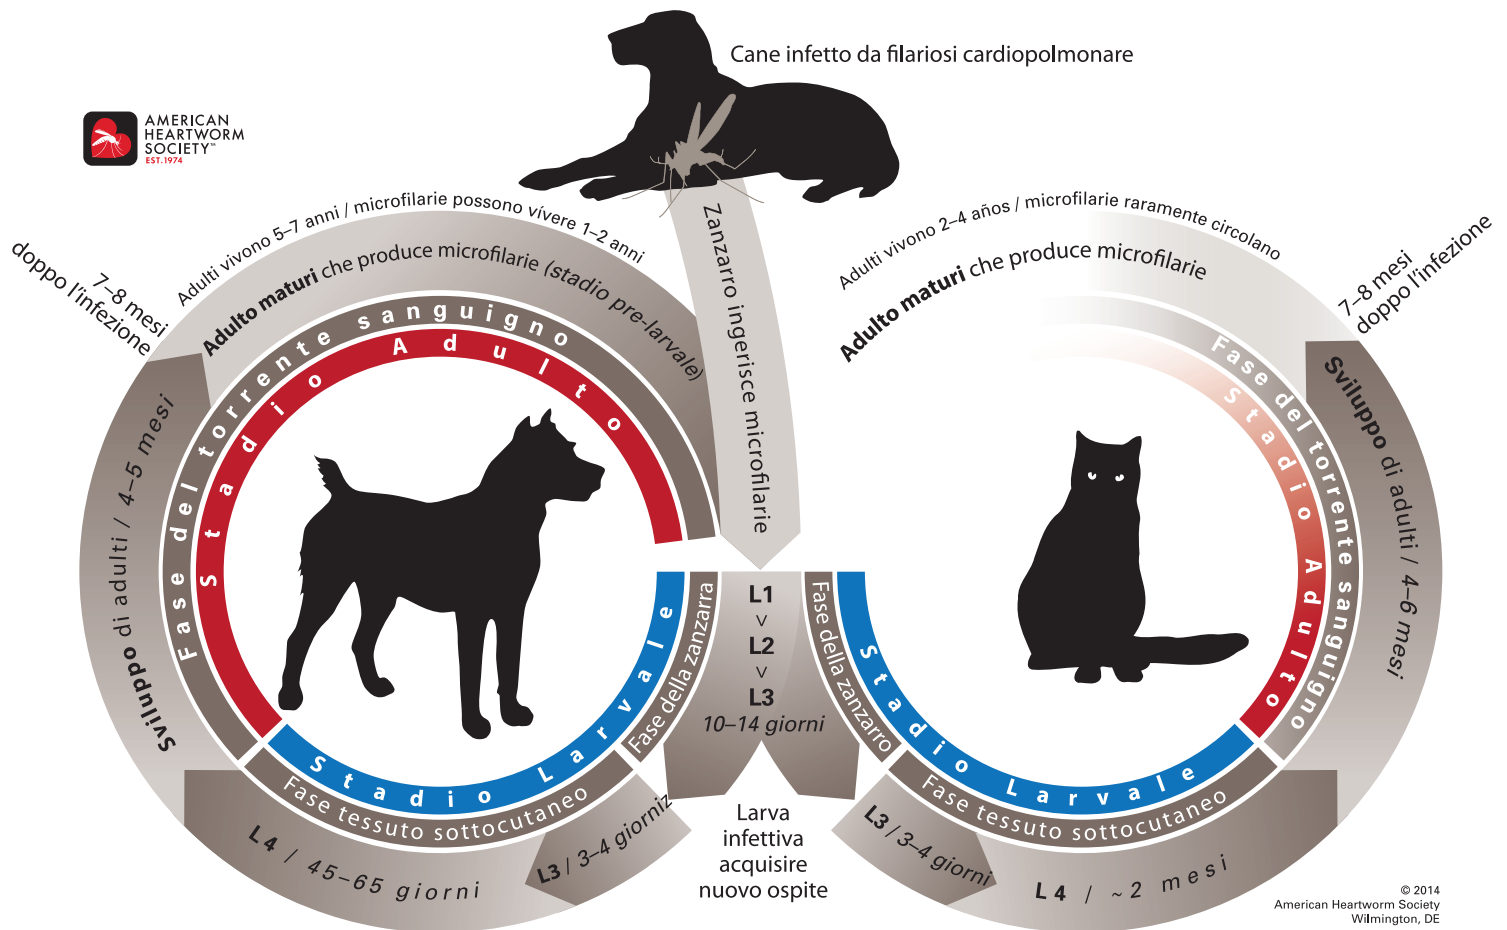 Cane infetto da filariosi cardiopolmonare
AMERICAN
HEARTWORM
SOCIETY™
EST.1974
Zanzarro ingerisce microfilarie
7–8 mesi
doppo l'infezione
Adulti vivono 5–7 anni / microfilarie possono vívere 1–2 anni
Adulto maturi che produce microfilarie (stadio pre-larvale)
Fase del torrente sanguigno
Stadio Adulto
Sviluppo di adulti / 4–5 mesi
Stadio Larvale
Fase della zanzarra
Fase tessuto sottocutaneo
L3 / 3–4 giorniz
L4 / 45–65 giorni
L1
>
L2
>
L3
10–14 giorni
Larva
infettiva
acquisire
nuovo ospite
Adulti vivono 2–4 años / microfilarie raramente circolano
Adulto maturi che produce microfilarie
7–8 mesi
doppo l'infezione
Fase del torrente sanguigno
Stadio Adulto
Sviluppo di adulti / 4–6 mesi
Fase della zanzarro
Stadio Larvale
Fase tessuto sottocutaneo
L3 / 3–4 giorni
L4 / ~2 mesi
© 2014
American Heartworm Society
Wilmington, DE